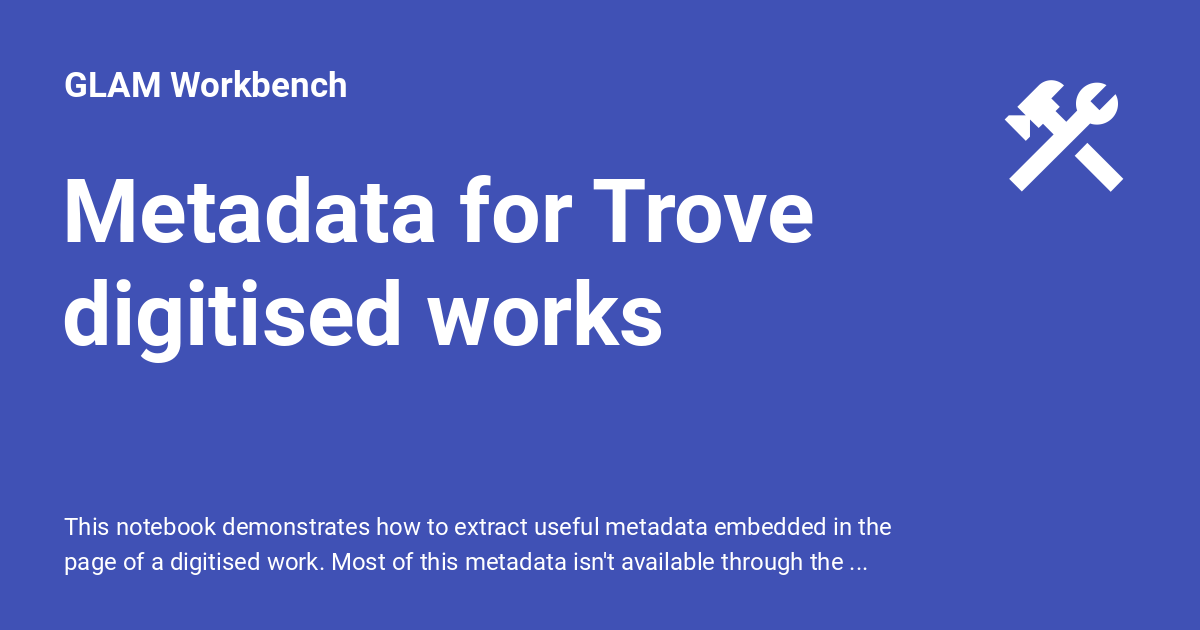 GLAM Workbench
Metadata for Trove
digitised works
This notebook demonstrates how to extract useful metadata embedded in the
page of a digitised work. Most of this metadata isn't available through the ...